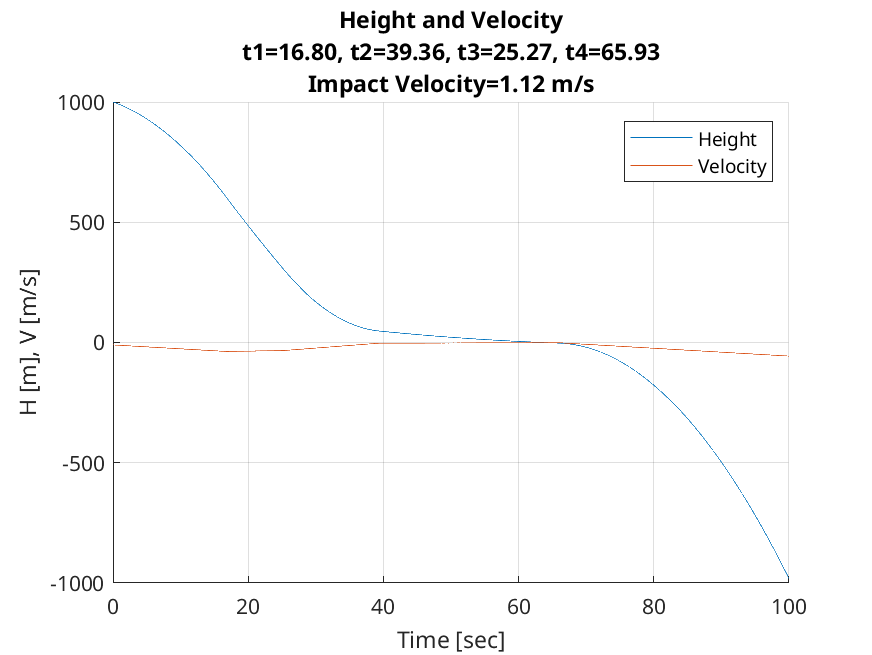 Height and Velocity
t1=16.80, t2=39.36, t3=25.27, t4=65.93
Impact Velocity=1.12 m/s
1000
500
0
-500
-1000
H [m], V [m/s]
Height
Velocity
0 20 40 60 80 100
Time [sec]